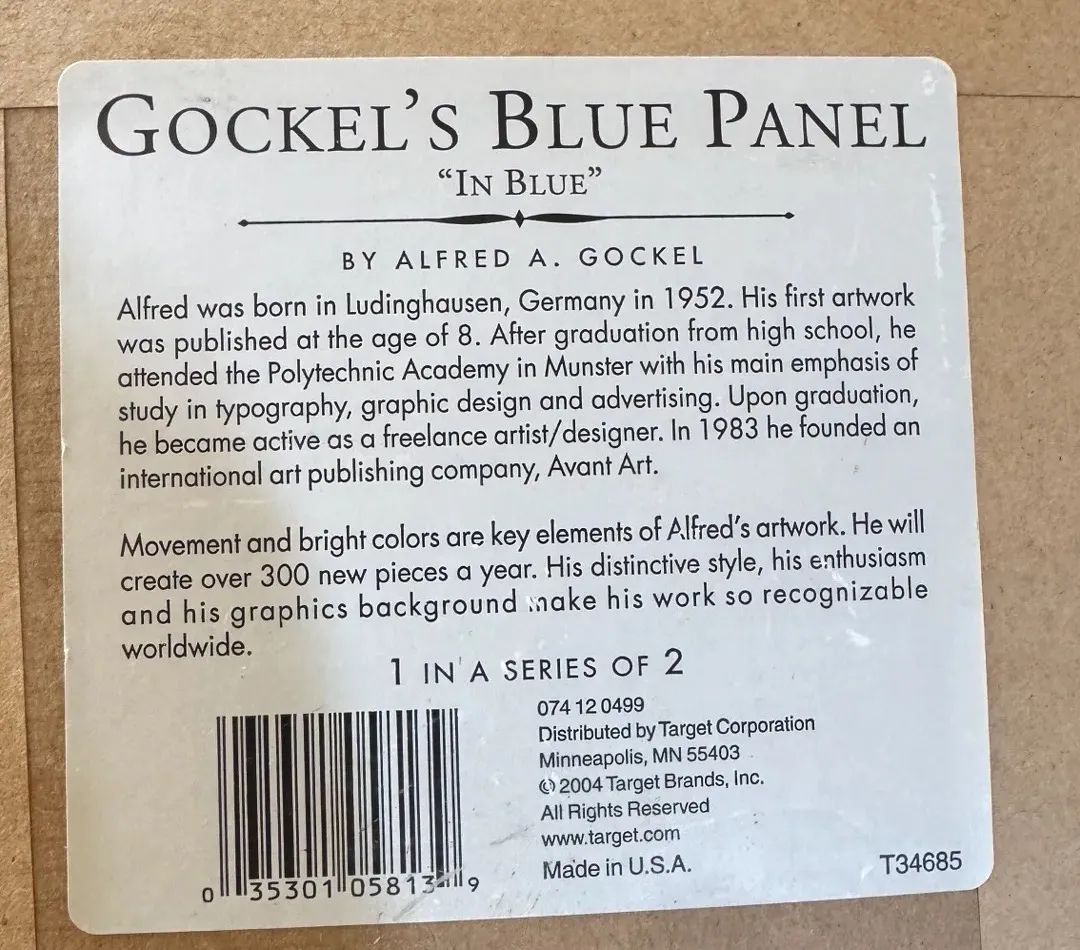 GOCKEL'S BLUE PANEL
"IN BLUE"
BY ALFRED A. GOCKEL
Alfred was born in Ludinghausen, Germany in 1952. His first artwork
was published at the age of 8. After graduation from high school, he
attended the Polytechnic Academy in Munster with his main emphasis of
study in typography, graphic design and advertising. Upon graduation,
he became active as a freelance artist/designer. In 1983 he founded an
international art publishing company, Avant Art.
Movement and bright colors are key elements of Alfred's artwork. He will
create over 300 new pieces a year. His distinctive style, his enthusiasm
and his graphics background make his work so recognizable
worldwide.
1 IN A SERIES OF 2
074 12 0499
Distributed by Target Corporation
Minneapolis, MN 55403
© 2004 Target Brands, Inc.
All Rights Reserved
www.target.com
Made in U.S.A.
T34685
0 35301 05813 9